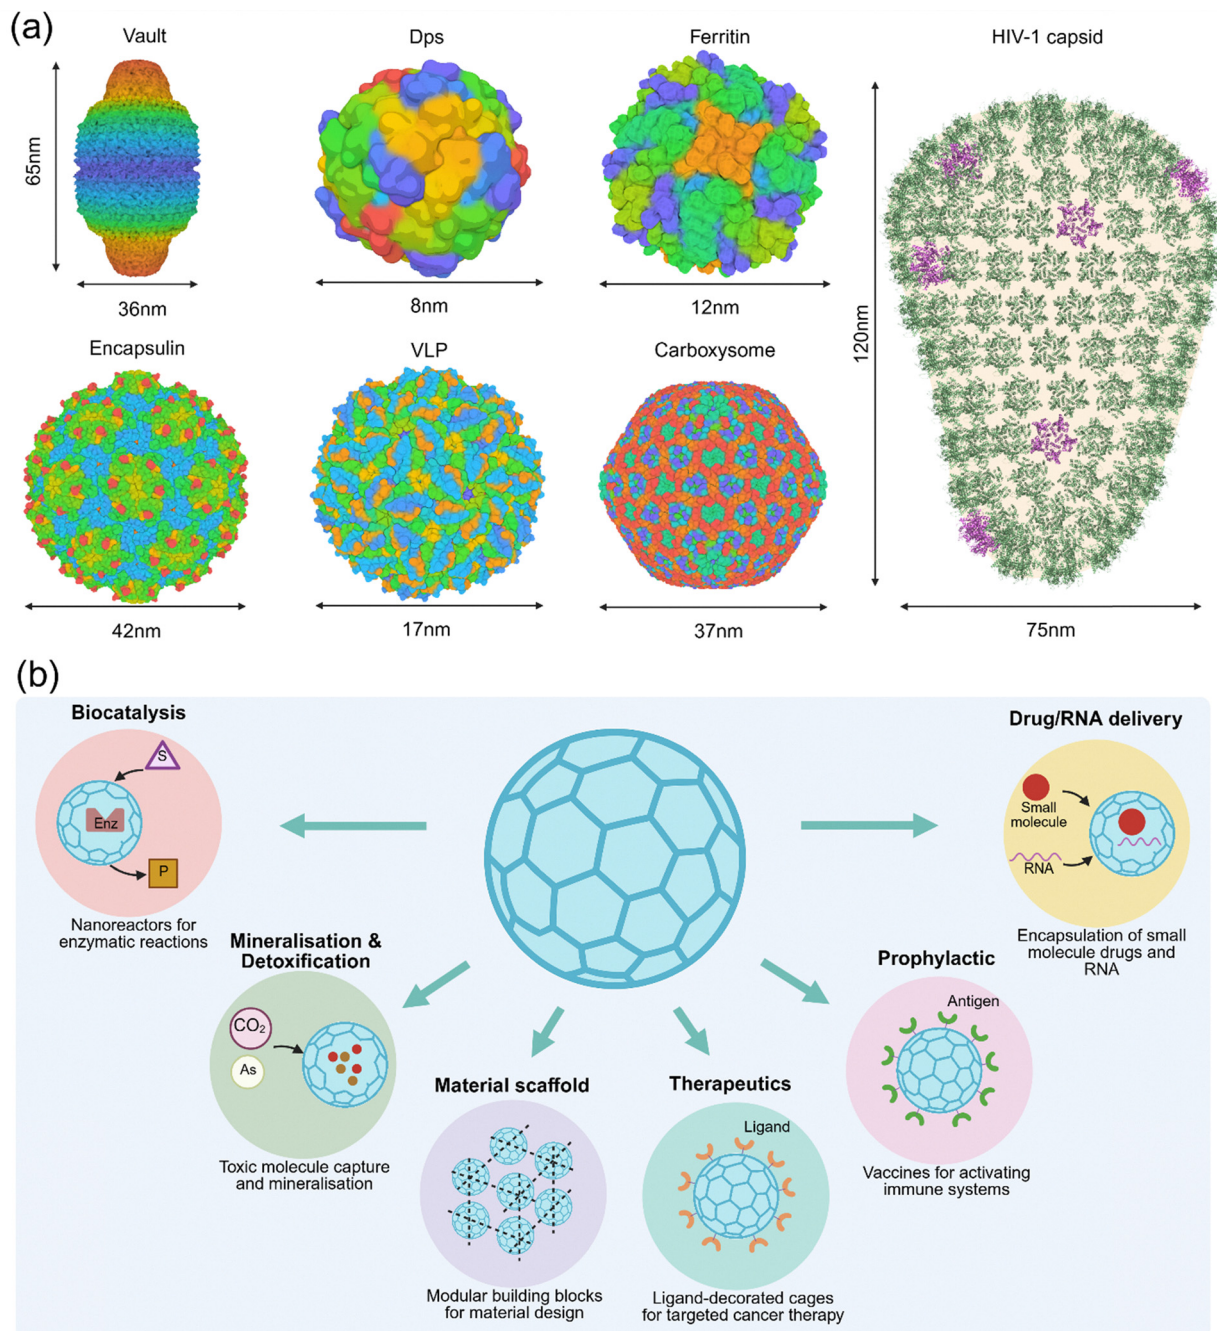 (a)
Vault
Dps
Ferritin
HIV-1 capsid
65nm
36nm
8nm
12nm
120nm
Encapsulin
VLP
Carboxysome
42nm
17nm
37nm
75nm
(b)
Biocatalysis
S
Enz
P
Nanoreactors for
enzymatic reactions
Drug/RNA delivery
Small
molecule
RNA
Encapsulation of small
molecule drugs and
RNA
Mineralisation &
Detoxification
CO₂
As
Toxic molecule capture
and mineralisation
Prophylactic
Antigen
Vaccines for activating
immune systems
Material scaffold
Modular building blocks
for material design
Therapeutics
Ligand
Ligand-decorated cages
for targeted cancer therapy